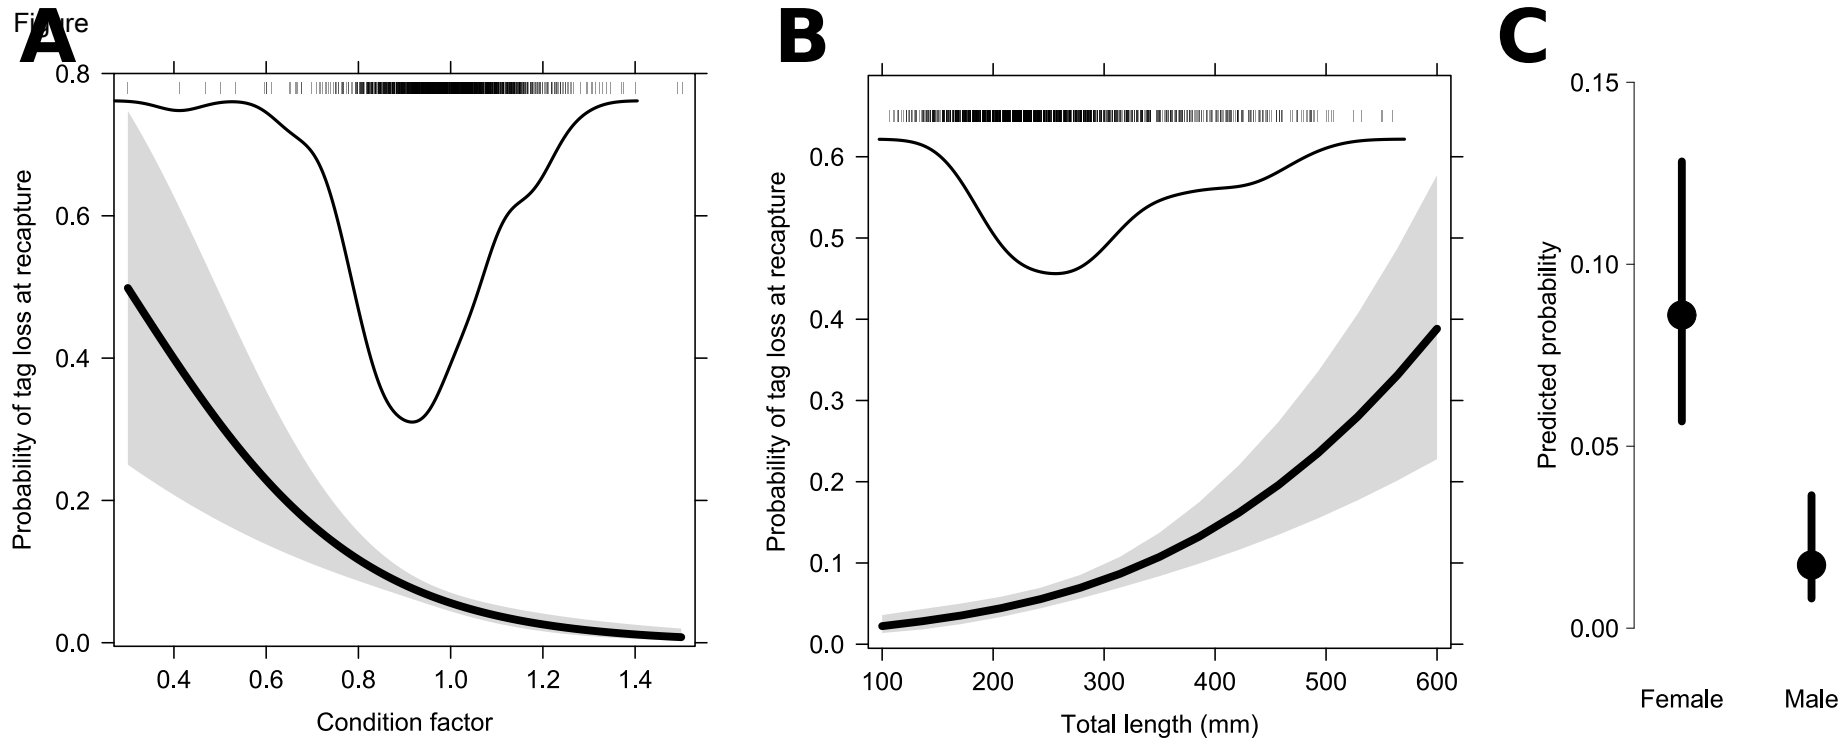 Figure
A
B
C
0.8
0.6
0.4
0.2
0.0
Probability of tag loss at recapture
0.4 0.6 0.8 1.0 1.2 1.4
Condition factor
0.6
0.5
0.4
0.3
0.2
0.1
0.0
Probability of tag loss at recapture
100 200 300 400 500 600
Total length (mm)
0.15
0.10
0.05
0.00
Predicted probability
Female Male